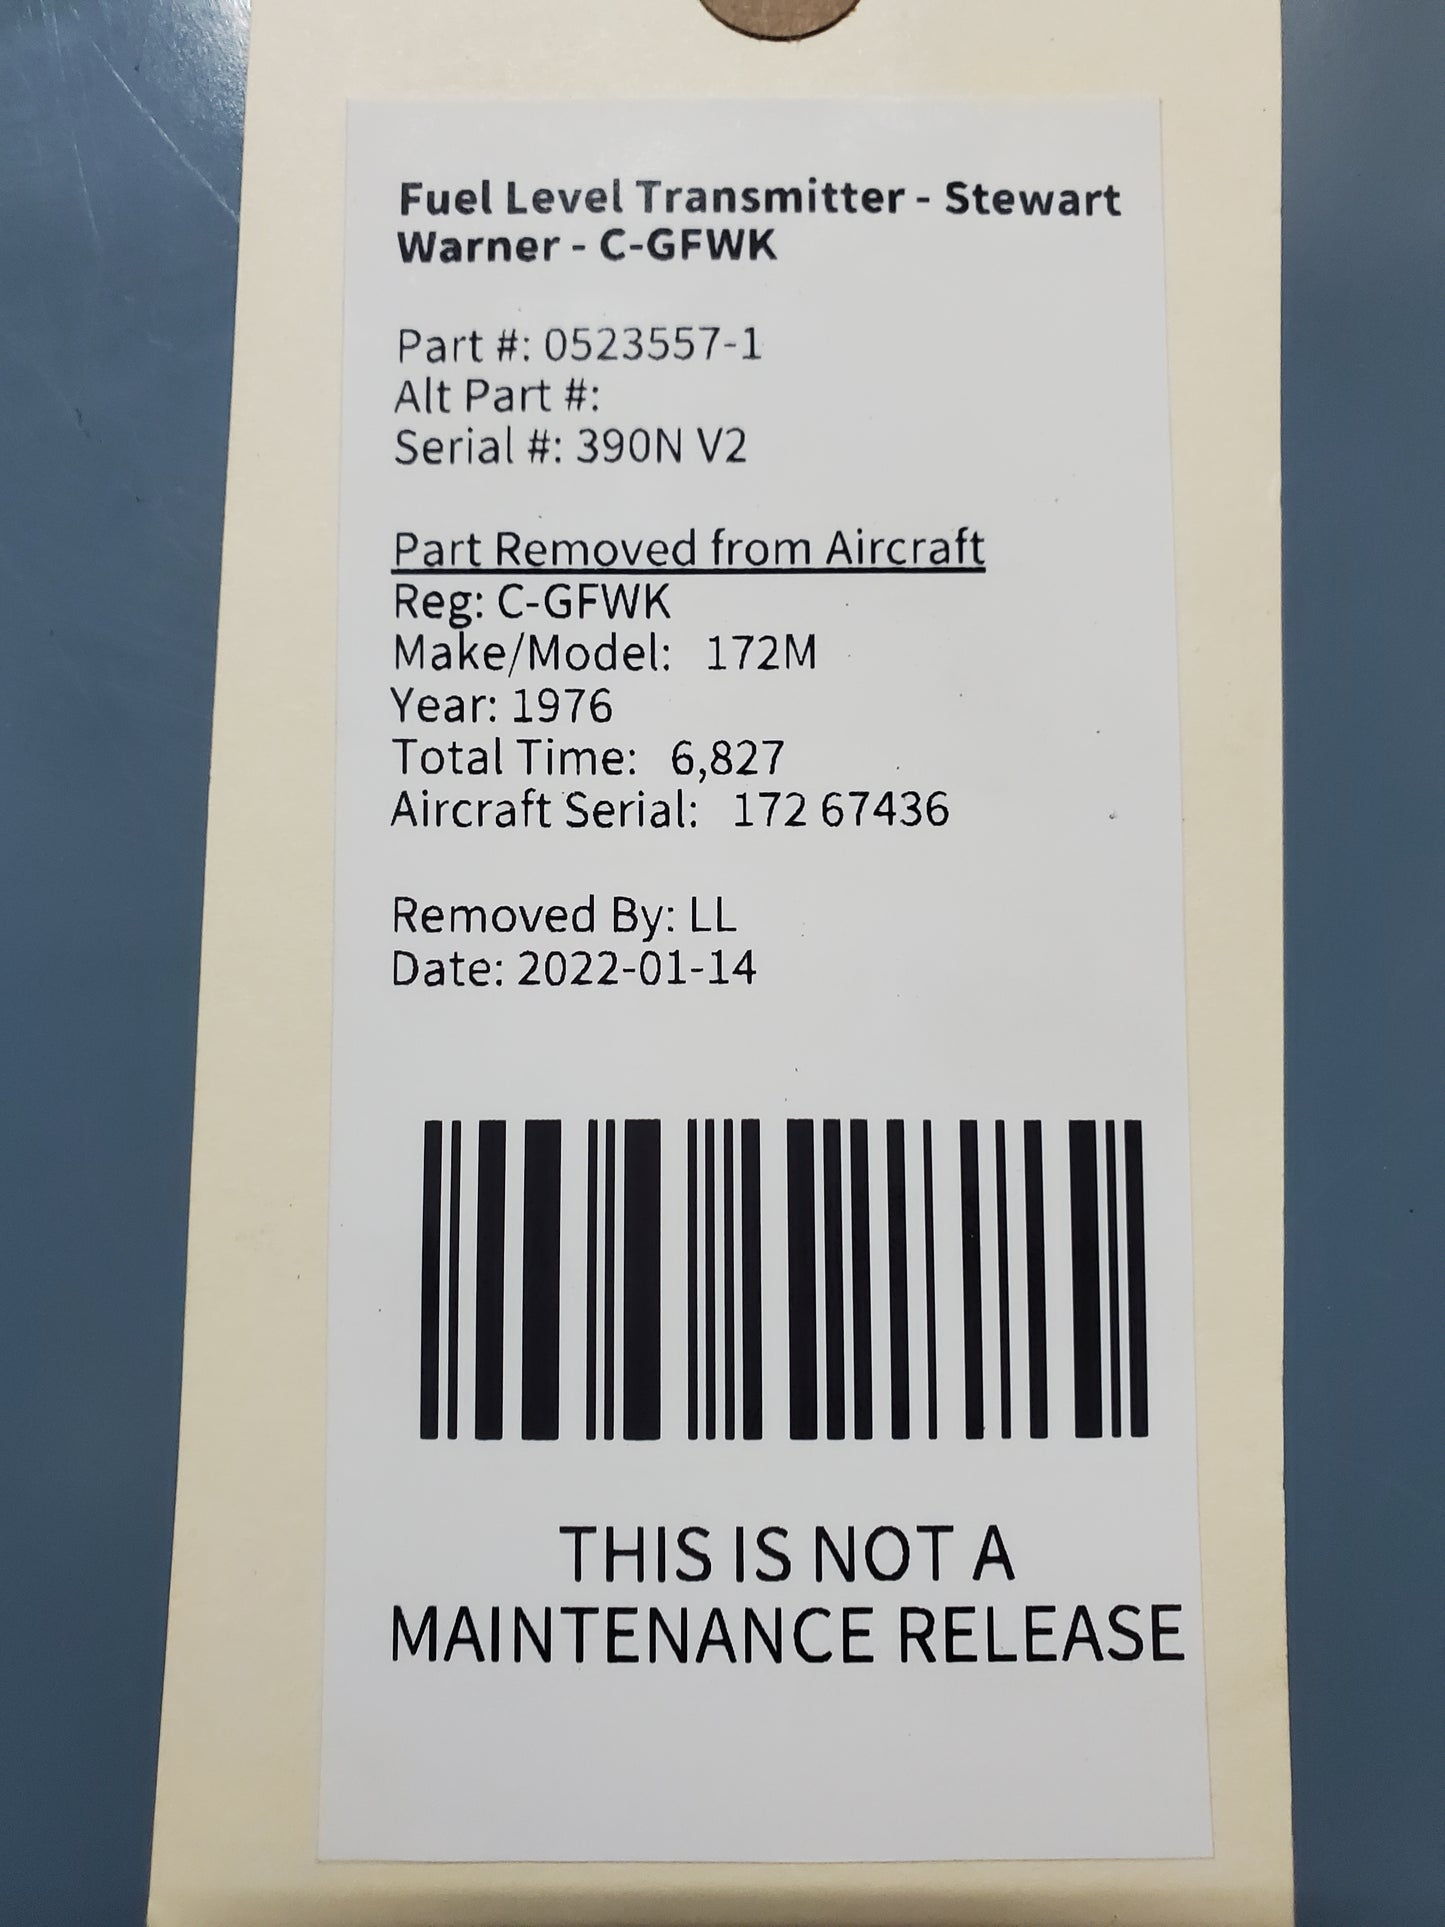 Fuel Level Transmitter - Stewart
Warner - C-GFWK
Part #: 0523557-1
Alt Part #:
Serial #: 390N V2
Part Removed from Aircraft
Reg: C-GFWK
Make/Model: 172M
Year: 1976
Total Time: 6,827
Aircraft Serial: 172 67436
Removed By: LL
Date: 2022-01-14
THIS IS NOT A
MAINTENANCE RELEASE